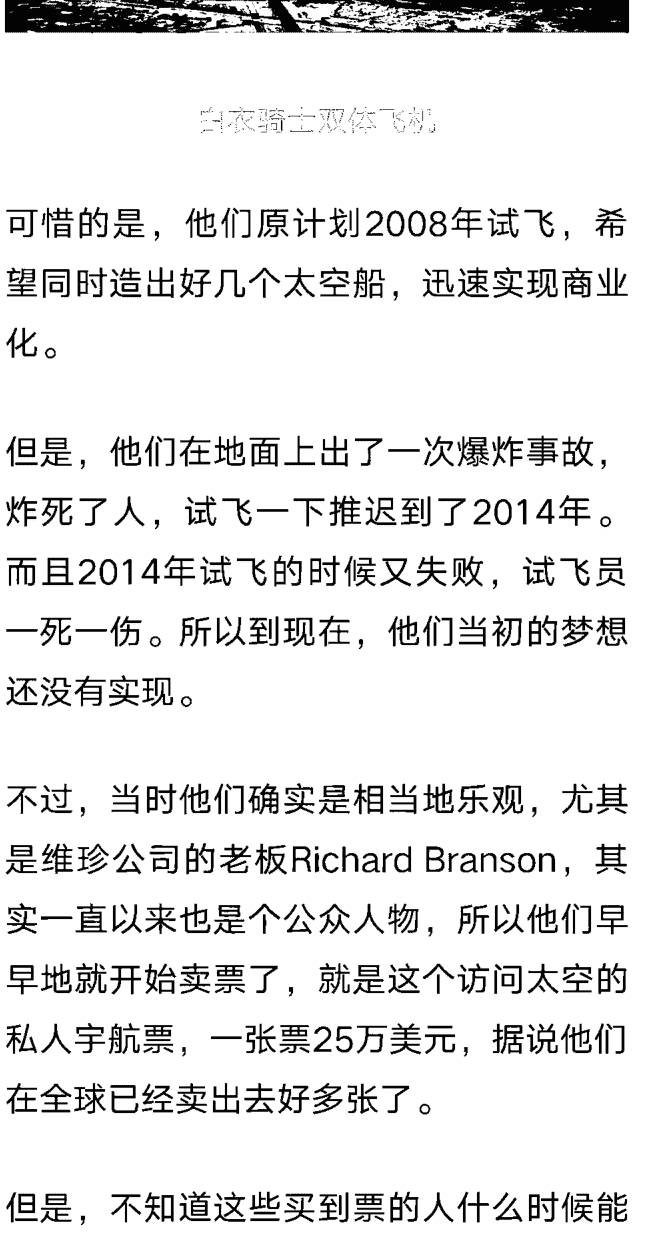 白衣骑士双体飞机
可惜的是，他们原计划2008年试飞，希
望同时造出好几个太空船，迅速实现商业
化。
但是，他们在地面上出了一次爆炸事故，
炸死了人，试飞一下推迟到了2014年。
而且2014年试飞的时候又失败，试飞员
一死一伤。所以到现在，他们当初的梦想
还没有实现。
不过，当时他们确实是相当地乐观，尤其
是维珍公司的老板Richard Branson，其
实一直以来也是个公众人物，所以他们早
早地就开始卖票了，就是这个访问太空的
私人宇航票，一张票25万美元，据说他们
在全球已经卖出去好多张了。
但是，不知道这些买到票的人什么时候能